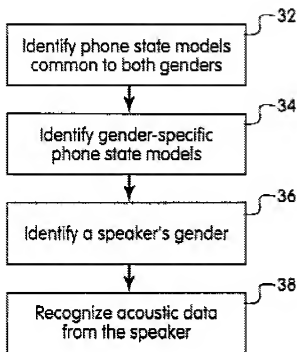 32
Identify phone state models
common to both genders
34
Identify gender-specific
phone state models
36
Identify a speaker's gender
38
Recognize acoustic data
from the speaker